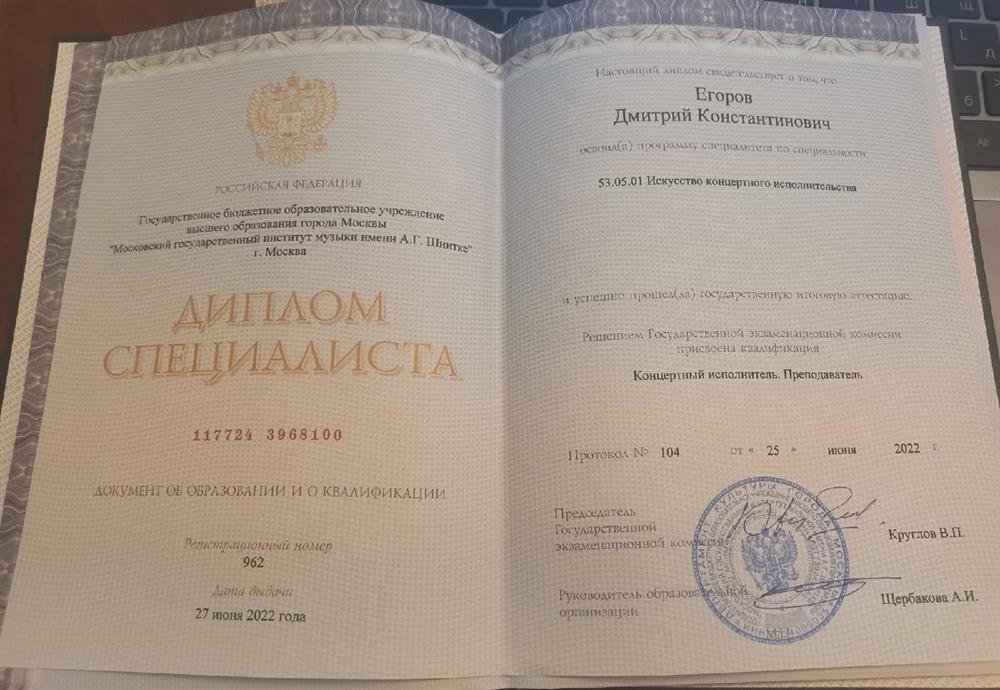 РОССИЙСКАЯ ФЕДЕРАЦИЯ
Государственное бюджетное образовательное учреждение
высшего образования города Москвы
"Московский государственный институт музыки имени А.Г. Шнитке"
г. Москва
ДИПЛОМ
СПЕЦИАЛИСТА
117724 3968100
ДОКУМЕНТ ОБ ОБРАЗОВАНИИ И О КВАЛИФИКАЦИИ
Регистрационный номер
962
Дата выдачи
27 июня 2022 года
Настоящий диплом свидетельствует о том, что
Егоров
Дмитрий Константинович
освоил(а) программу специалитета по специальности
53.05.01 Искусство концертного исполнительства
и успешно прошел(ла) государственную итоговую аттестацию.
Решением Государственной экзаменационной комиссии
присвоена квалификация
Концертный исполнитель. Преподаватель
Протокол № 104 от « 25 » июня 2022 г.
Председатель
Государственной
экзаменационной комиссии
Круглов В.П.
Руководитель образовательной
организации
Щербакова А.И.
М.П.
ДЕПАРТАМЕНТ КУЛЬТУРЫ ГОРОДА МОСКВЫ